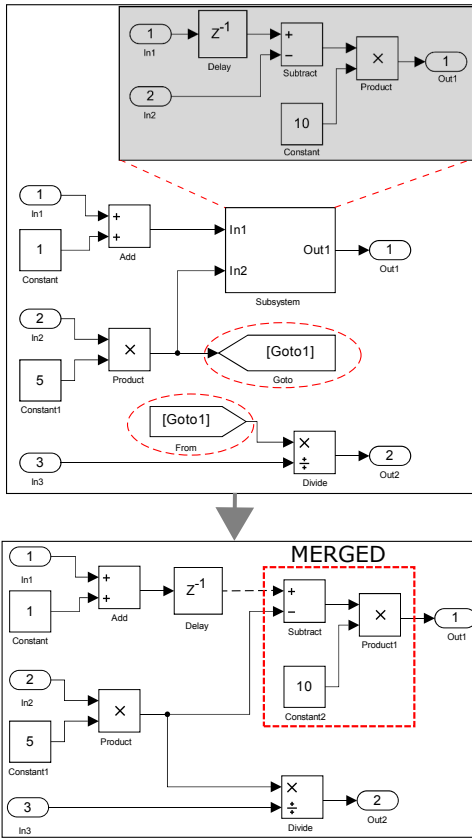 1
In1
Z⁻¹
Delay
+
−
Subtract
×
Product
1
Out1
2
In2
10
Constant
1
In1
1
Constant
+
+
Add
In1
In2
Out1
Subsystem
1
Out1
2
In2
5
Constant1
×
Product
[Goto1]
Goto
[Goto1]
From
3
In3
×
÷
Divide
2
Out2
MERGED
1
In1
1
Constant
+
+
Add
Z⁻¹
Delay
+
−
Subtract
×
Product1
1
Out1
10
Constant2
2
In2
5
Constant1
×
Product
3
In3
×
÷
Divide
2
Out2